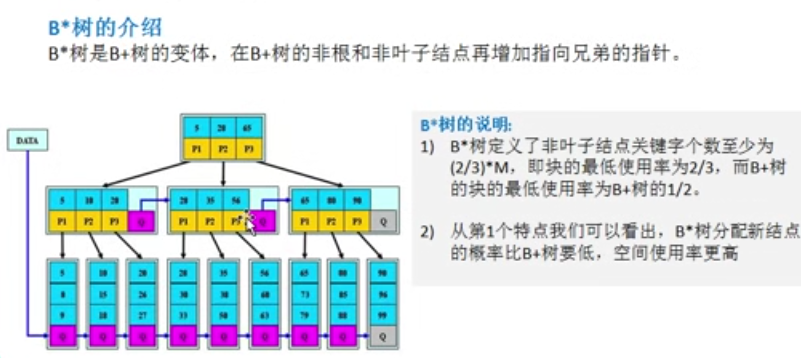 B*树的介绍
B*树是B+树的变体，在B+树的非根和非叶子结点再增加指向兄弟的指针。
DATA
5 28 65
P1 P2 P3
5 10 20
P1 P2 P3 Q
28 35 56
P1 P2 P3 Q
65 80 90
P1 P2 P3 Q
5 10 20 28 35 56 65 80 90
8 15 26 30 38 60 73 85 96
9 18 27 33 50 63 79 88 99
Q Q Q Q Q Q Q Q Q
B*树的说明:
1) B*树定义了非叶子结点关键字个数至少为
(2/3)*M，即块的最低使用率为2/3，而B+树
的块的最低使用率为B+树的1/2。
2) 从第1个特点我们可以看出，B*树分配新结点
的概率比B+树要低，空间使用率更高